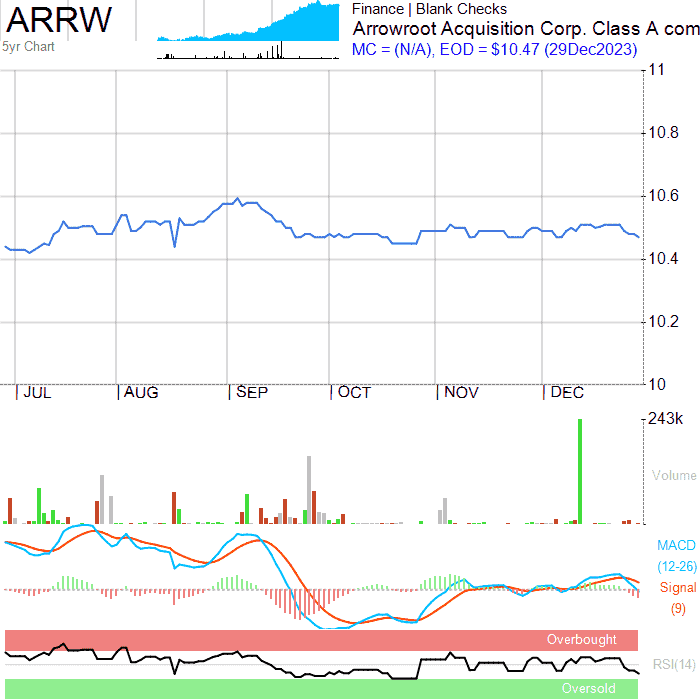 ARRW
5yr Chart
Finance | Blank Checks
Arrowroot Acquisition Corp. Class A com
MC = (N/A), EOD = $10.47 (29Dec2023)
11
10.8
10.6
10.4
10.2
10
JUL AUG SEP OCT NOV DEC
243k
Volume
MACD
(12-26)
Signal
(9)
Overbought
RSI(14)
Oversold